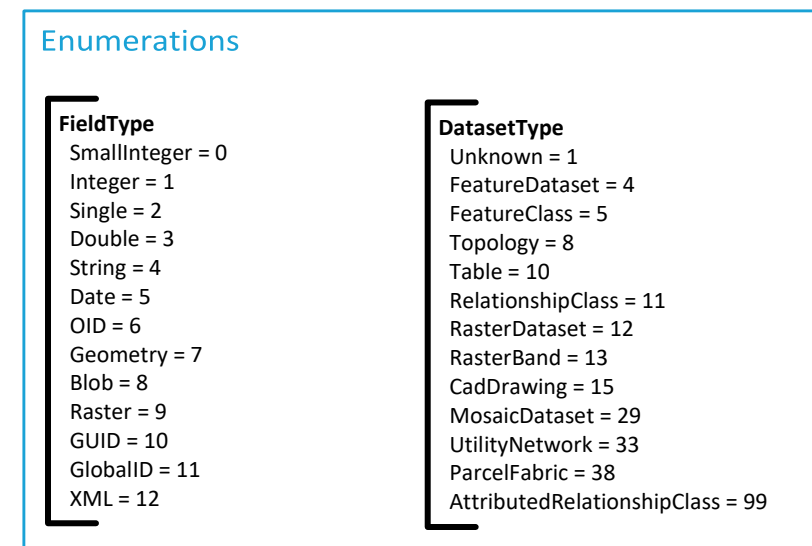 Enumerations
FieldType
SmallInteger = 0
Integer = 1
Single = 2
Double = 3
String = 4
Date = 5
OID = 6
Geometry = 7
Blob = 8
Raster = 9
GUID = 10
GlobalID = 11
XML = 12
DatasetType
Unknown = 1
FeatureDataset = 4
FeatureClass = 5
Topology = 8
Table = 10
RelationshipClass = 11
RasterDataset = 12
RasterBand = 13
CadDrawing = 15
MosaicDataset = 29
UtilityNetwork = 33
ParcelFabric = 38
AttributedRelationshipClass = 99